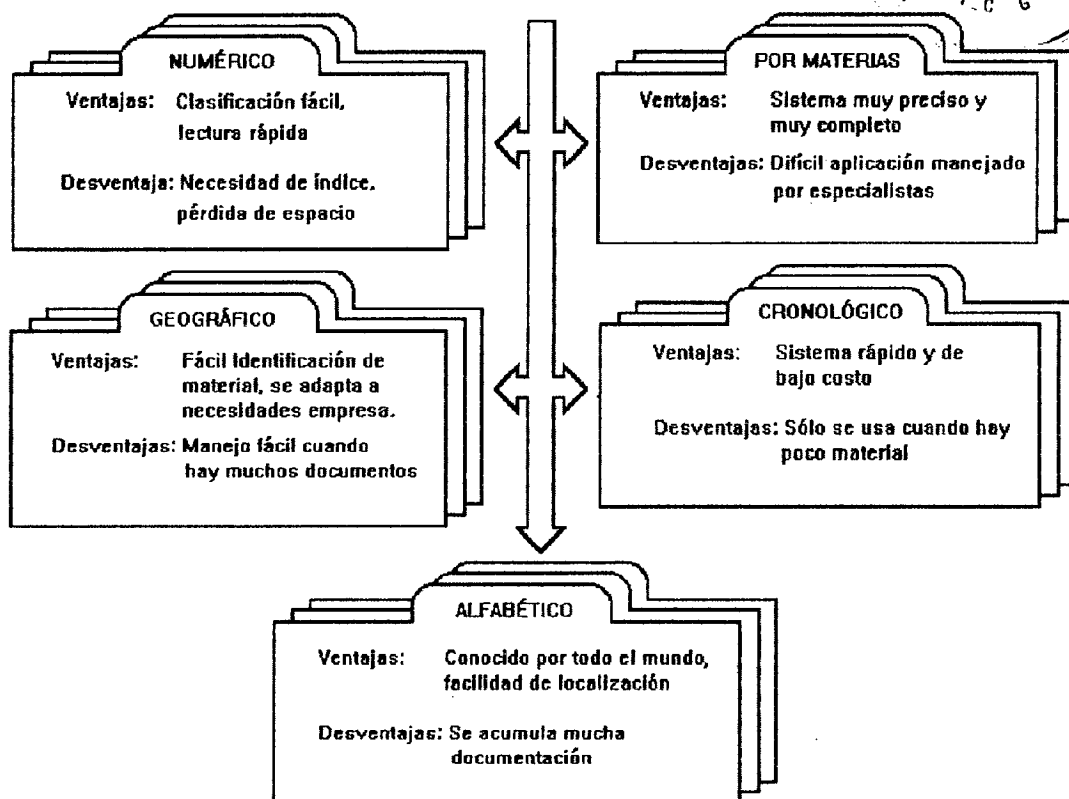 NUMÉRICO
Ventajas: Clasificación fácil,
lectura rápida
Desventaja: Necesidad de índice.
pérdida de espacio
POR MATERIAS
Ventajas: Sistema muy preciso y
muy completo
Desventajas: Difícil aplicación manejado
por especialistas
GEOGRÁFICO
Ventajas: Fácil Identificación de
material, se adapta a
necesidades empresa.
Desventajas: Manejo fácil cuando
hay muchos documentos
CRONOLÓGICO
Ventajas: Sistema rápido y de
bajo costo
Desventajas: Sólo se usa cuando hay
poco material
ALFABÉTICO
Ventajas: Conocido por todo el mundo,
facilidad de localización
Desventajas: Se acumula mucha
documentación